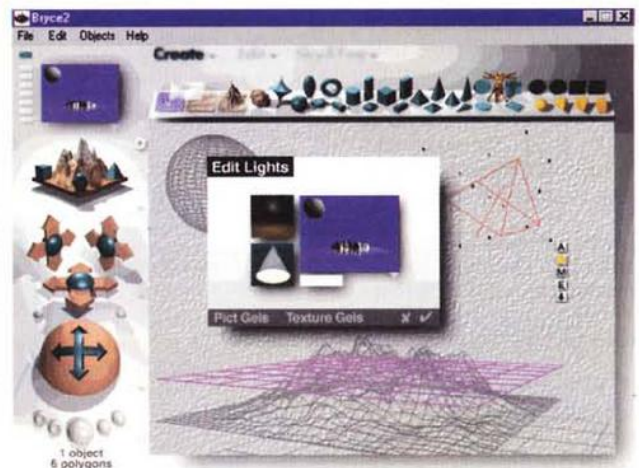 Bryce2
File Edit Objects Help
Create
Edit Lights
A
M
Pict Gels Texture Gels
1 object
6 polygons